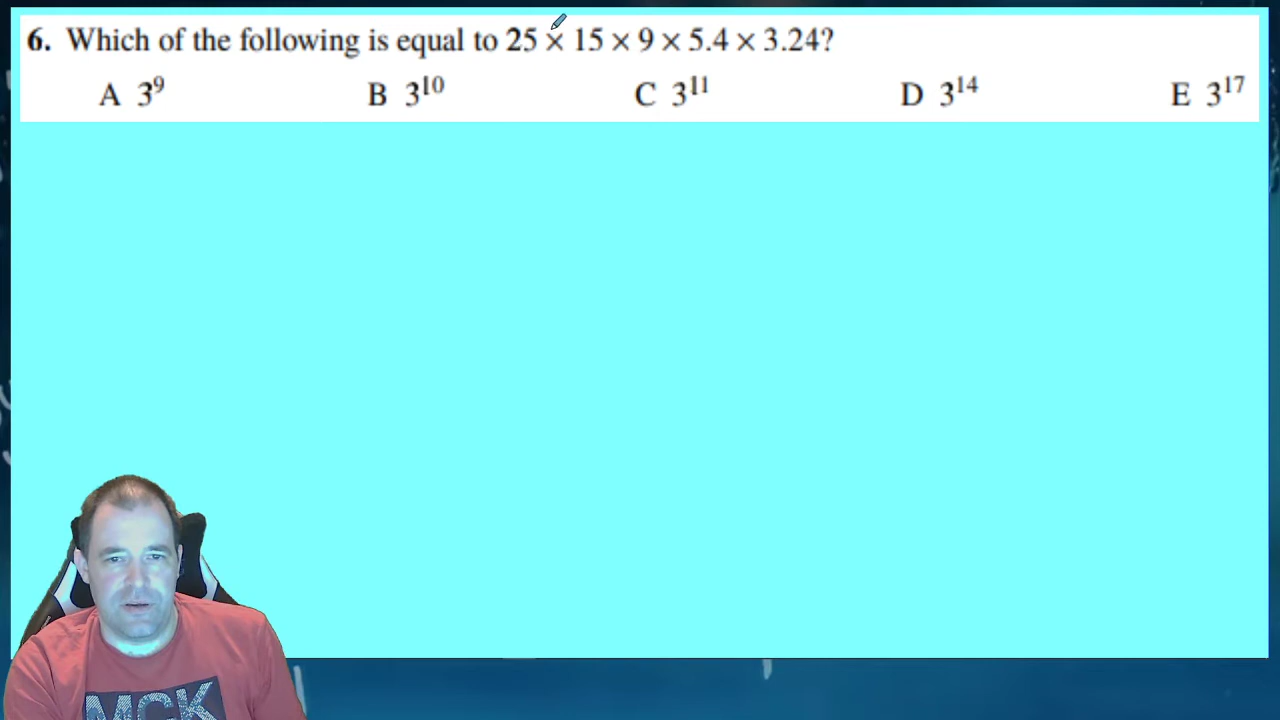 6. Which of the following is equal to 25 × 15 × 9 × 5.4 × 3.24?
A 3⁹ B 3¹⁰ C 3¹¹ D 3¹⁴ E 3¹⁷
MCK